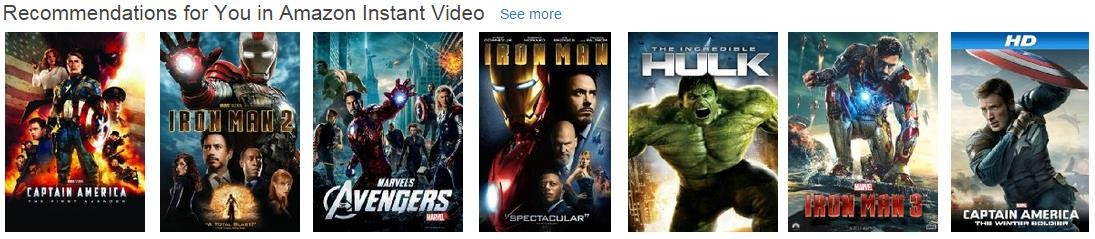 Recommendations for You in Amazon Instant Video See more
CAPTAIN AMERICA
THE FIRST AVENGER
IRON MAN 2
"A TOTAL BLAST!"
MARVEL'S
AVENGERS
MARVEL
IRON MAN
"SPECTACULAR"
THE INCREDIBLE
HULK
MARVEL
IRON MAN 3
HD
MARVEL
CAPTAIN AMERICA
THE WINTER SOLDIER